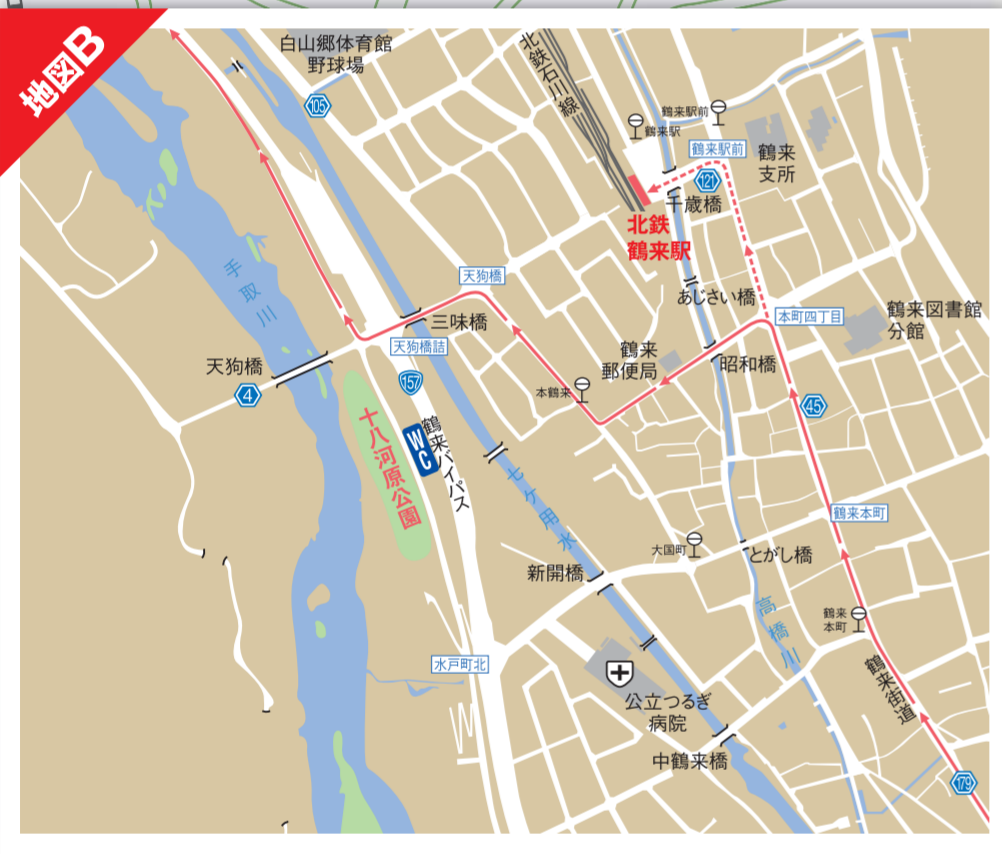 地図B
白山郷体育館
野球場
105
北鉄石川線
鶴来駅前
鶴来駅
鶴来駅前
鶴来
支所
121
千歳橋
北鉄
鶴来駅
手取川
天狗橋
あじさい橋
三味橋
本町四丁目
鶴来図書館
分館
天狗橋詰
鶴来
郵便局
昭和橋
天狗橋
4
157
本鶴来
45
十八河原公園
WC
鶴来バイパス
七ケ用水
鶴来本町
大国町
とがし橋
新開橋
高橋川
鶴来
本町
水戸町北
鶴来街道
公立つるぎ
病院
中鶴来橋
179